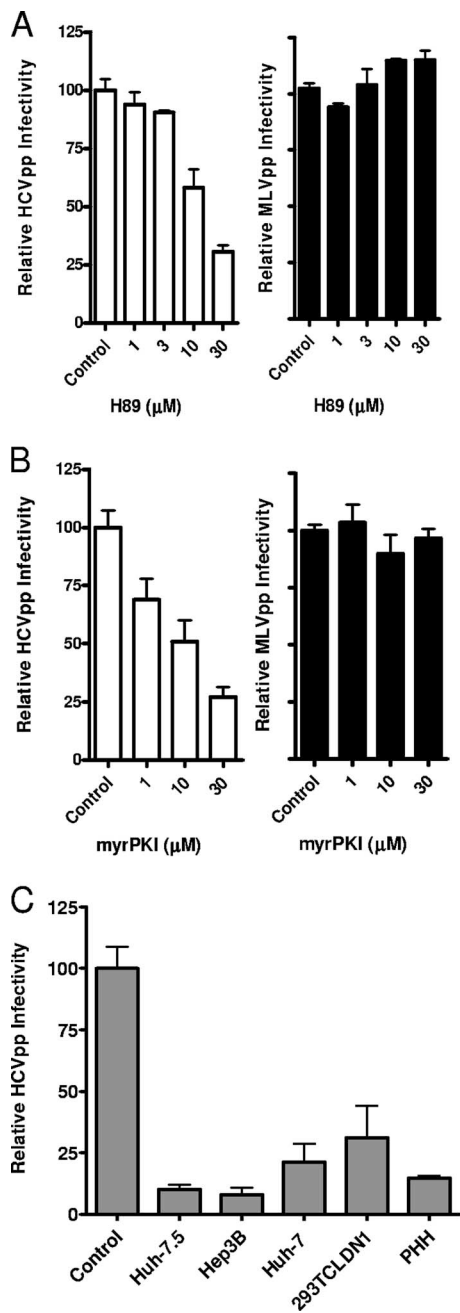 A
Relative HCVpp Infectivity
125
100
75
50
25
0
Control
1
3
10
30
H89 (μM)
Relative MLVpp Infectivity
Control
1
3
10
30
H89 (μM)
B
Relative HCVpp Infectivity
125
100
75
50
25
0
Control
1
10
30
myrPKI (μM)
Relative MLVpp Infectivity
Control
1
10
30
myrPKI (μM)
C
Relative HCVpp Infectivity
125
100
75
50
25
0
Control
Huh-7.5
Hep3B
Huh-7
293TCLDN1
PHH